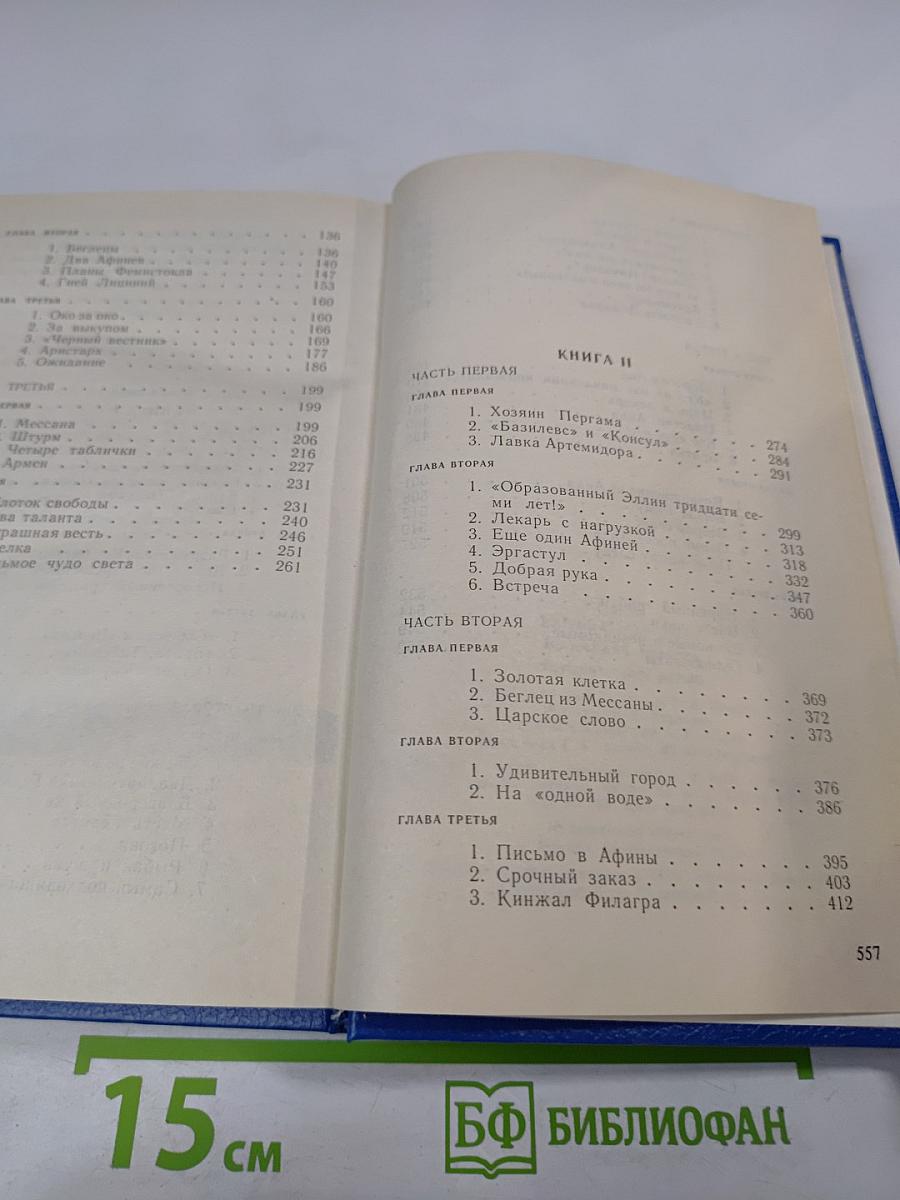 ГЛАВА ВТОРАЯ . . . . . . . . . . . . 136
1. Беглецы . . . . . . . . . . 136
2. Два Афинея . . . . . . . . . 140
3. Планы Фемистокла . . . . . . 147
4. Гней Лициний . . . . . . . . 153
АВА ТРЕТЬЯ . . . . . . . . . . . . 160
1. Око за око . . . . . . . . . 160
2. За выкупом . . . . . . . . . 166
3. «Черный вестник» . . . . . . 169
4. Аристарх . . . . . . . . . . 177
5. Ожидание . . . . . . . . . . 186
ТРЕТЬЯ . . . . . . . . . . . . 199
ЕРВАЯ . . . . . . . . . . . . 199
1. Мессана . . . . . . . . . . 199
Штурм . . . . . . . . . . 206
Четыре таблички . . . . . . 216
Армен . . . . . . . . . . 227
Я . . . . . . . . . . . . 231
лоток свободы . . . . . . . 231
ва таланта . . . . . . . . 240
рашная весть . . . . . . . 246
елка . . . . . . . . . . 251
сьмое чудо света . . . . . . 261
КНИГА II
ЧАСТЬ ПЕРВАЯ
ГЛАВА ПЕРВАЯ
1. Хозяин Пергама . . . . . . . 274
2. «Базилевс» и «Консул» . . . . 284
3. Лавка Артемидора . . . . . . 291
ГЛАВА ВТОРАЯ
1. «Образованный Эллин тридцати се-
ми лет!» . . . . . . . . . 299
2. Лекарь с нагрузкой . . . . . 313
3. Еще один Афиней . . . . . . 318
4. Эргастул . . . . . . . . . 332
5. Добрая рука . . . . . . . . 347
6. Встреча . . . . . . . . . 360
ЧАСТЬ ВТОРАЯ
ГЛАВА ПЕРВАЯ
1. Золотая клетка . . . . . . . 369
2. Беглец из Мессаны . . . . . . 372
3. Царское слово . . . . . . . 373
ГЛАВА ВТОРАЯ
1. Удивительный город . . . . . . 376
2. На «одной воде» . . . . . . . 386
ГЛАВА ТРЕТЬЯ
1. Письмо в Афины . . . . . . . 395
2. Срочный заказ . . . . . . . . 403
3. Кинжал Филагра . . . . . . . 412
557
15 см
БФ БИБЛИОФАН